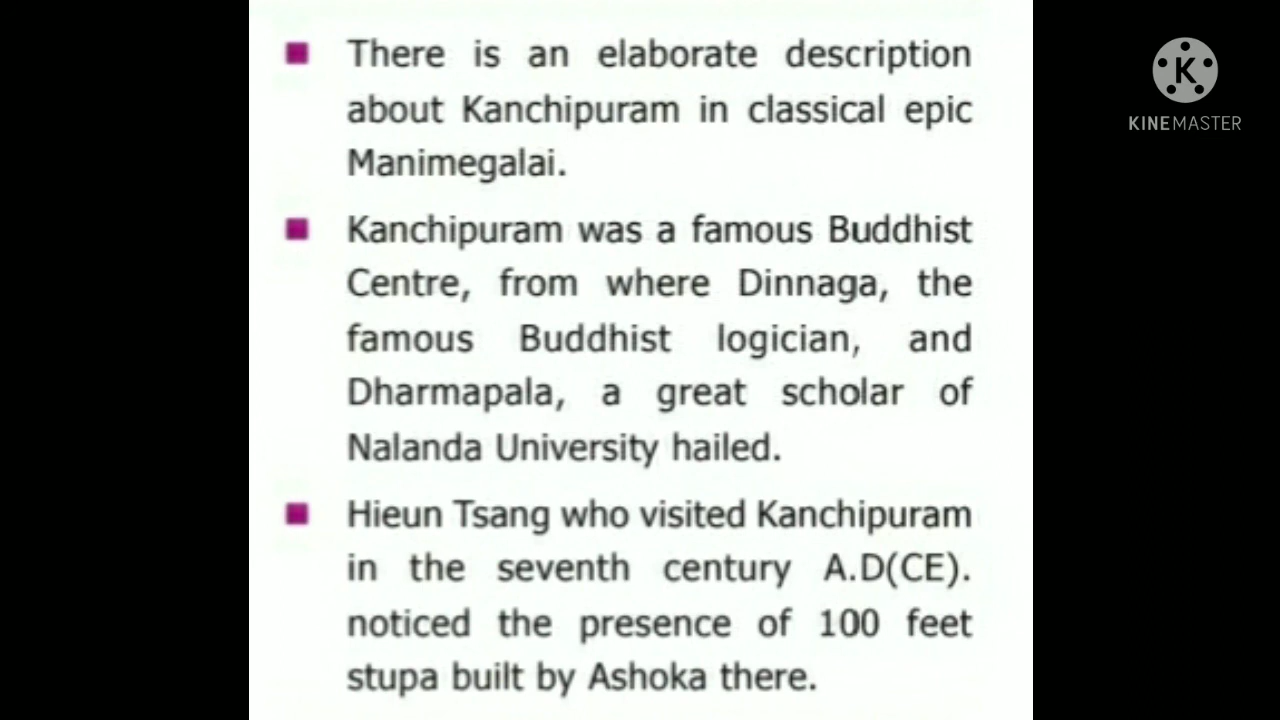 There is an elaborate description
about Kanchipuram in classical epic
Manimegalai.
Kanchipuram was a famous Buddhist
Centre, from where Dinnaga, the
famous Buddhist logician, and
Dharmapala, a great scholar of
Nalanda University hailed.
Hieun Tsang who visited Kanchipuram
in the seventh century A.D(CE).
noticed the presence of 100 feet
stupa built by Ashoka there.
K
KINEMASTER